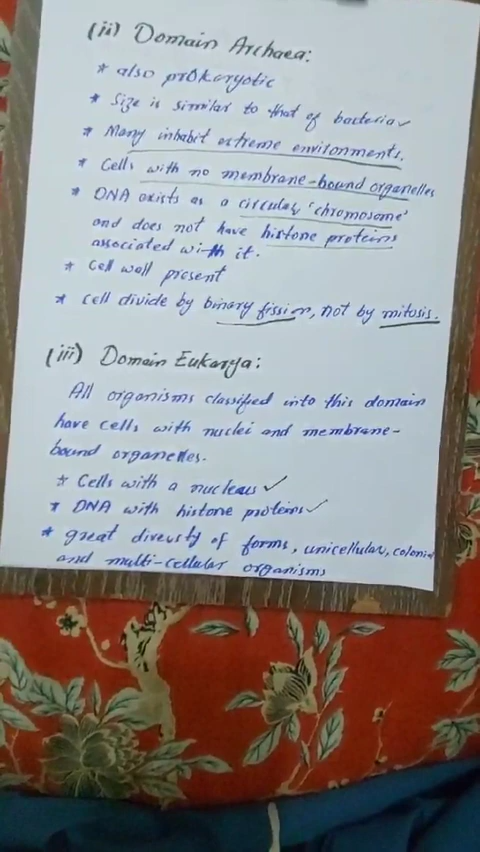 (ii) Domain Archaea:
* also prokaryotic
* Size is similar to that of bacteria ✓
* Many inhabit extreme environments.
* Cells with no membrane-bound organelles
* DNA exists as a circular 'chromosome'
and does not have histone proteins
associated with it.
* Cell wall present
* Cell divide by binary fission, not by mitosis.
(iii) Domain Eukarya:
All organisms classified into this domain
have cells with nuclei and membrane-
bound organelles.
* Cells with a nucleus ✓
* DNA with histone proteins ✓
* great diversity of forms, unicellular, colonial
and multi-cellular organisms